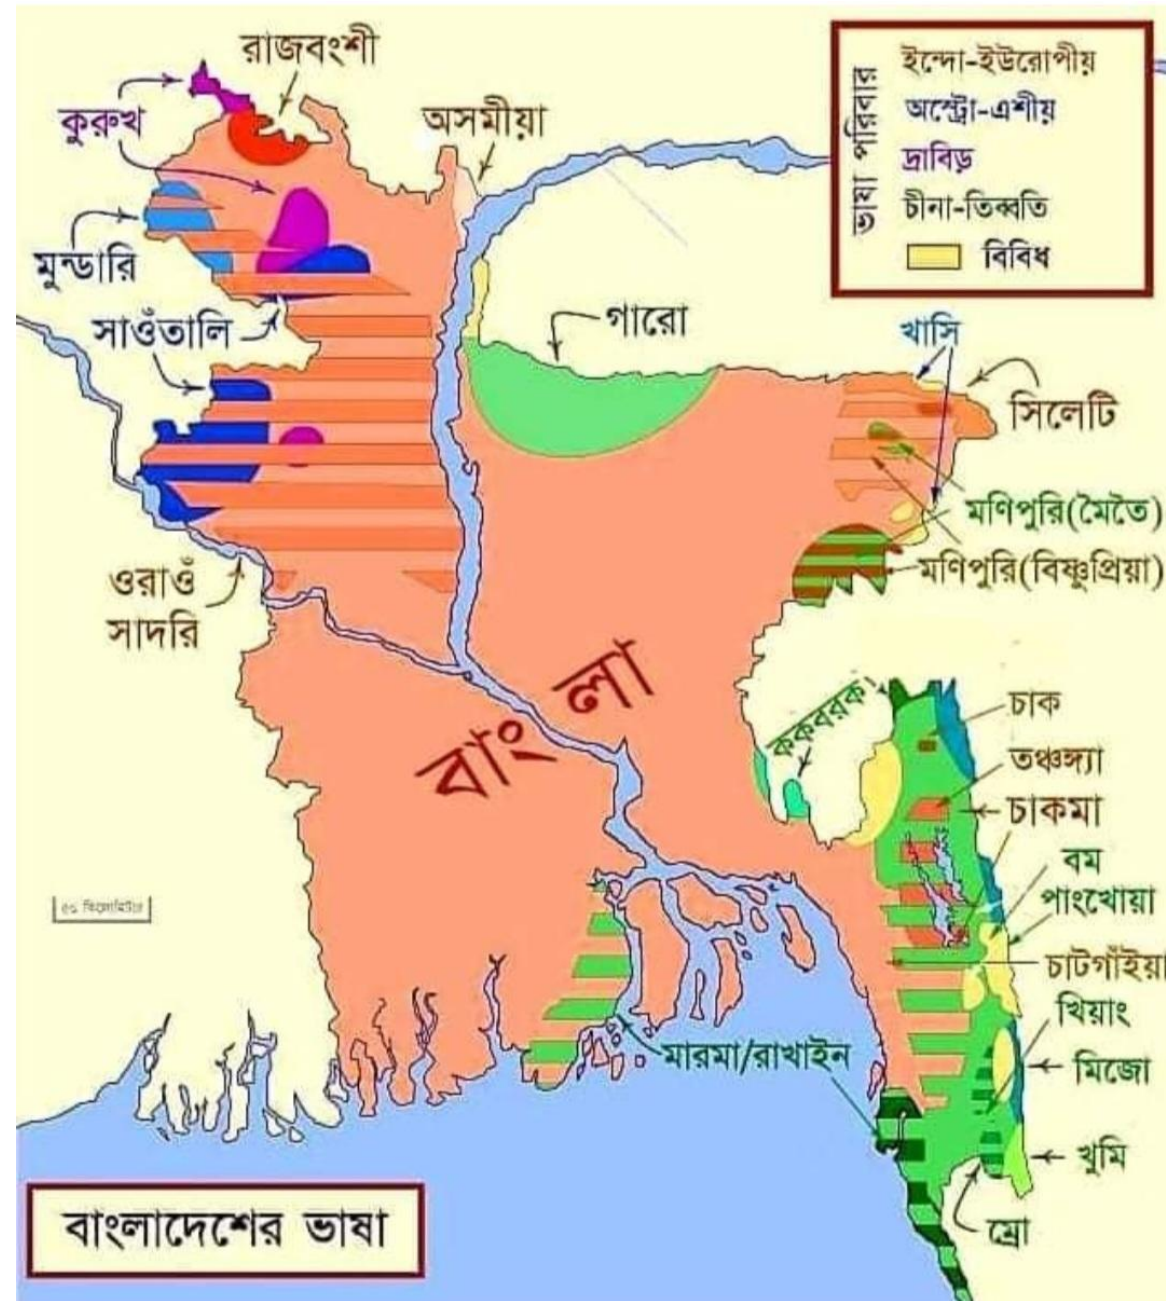 রাজবংশী
কুরুখ
অসমীয়া
মুন্ডারি
সাওঁতালি
গারো
ভাষা পরিবার
ইন্দো-ইউরোপীয়
অস্ট্রো-এশীয়
দ্রাবিড়
চীনা-তিব্বতি
বিবিধ
খাসি
সিলেটি
মণিপুরি(মৈতৈ)
মণিপুরি(বিষ্ণুপ্রিয়া)
ওরাওঁ
সাদরি
বাংলা
ককবরক
চাক
তঞ্চঙ্গ্যা
চাকমা
বম
পাংখোয়া
চাটগাঁইয়া
খিয়াং
মারমা/রাখাইন
মিজো
খুমি
ম্রো
৫০ কিলোমিটার
বাংলাদেশের ভাষা